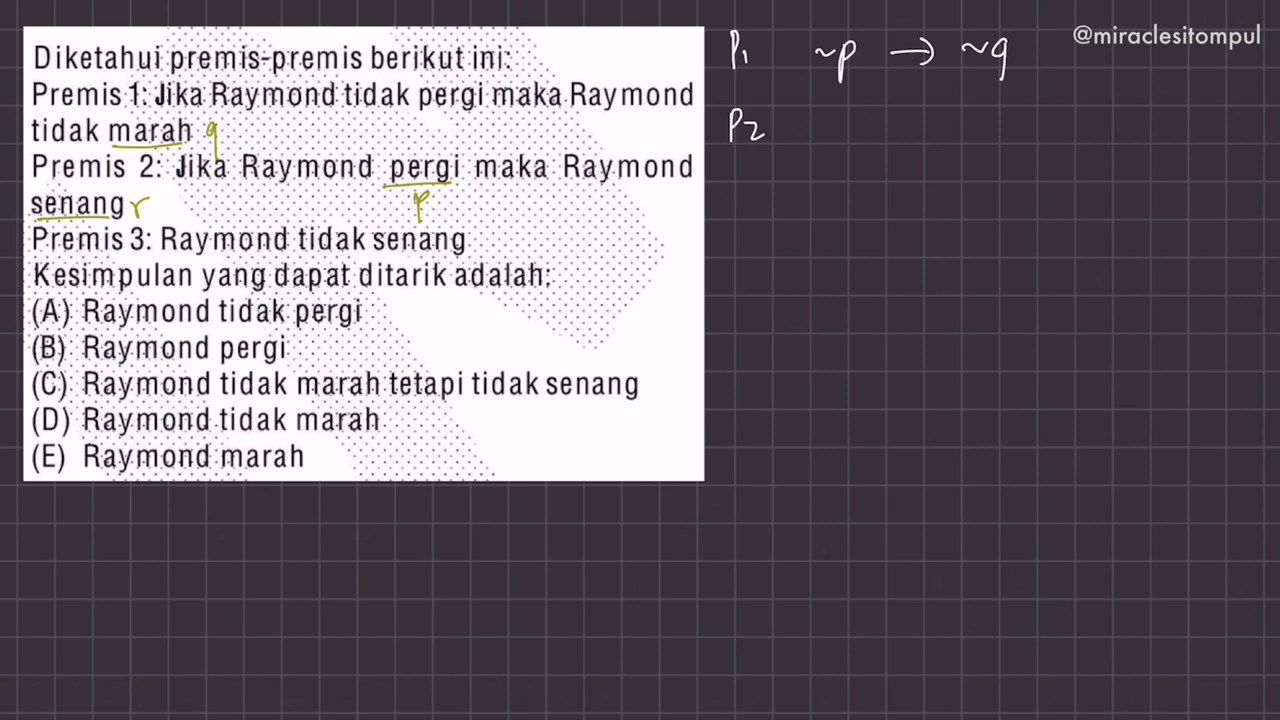 Diketahui premis-premis berikut ini:
Premis 1: Jika Raymond tidak pergi maka Raymond
tidak marah q
Premis 2: Jika Raymond pergi maka Raymond
senang r p
Premis 3: Raymond tidak senang
Kesimpulan yang dapat ditarik adalah:
(A) Raymond tidak pergi
(B) Raymond pergi
(C) Raymond tidak marah tetapi tidak senang
(D) Raymond tidak marah
(E) Raymond marah
P1 ~p → ~q
P2
@miraclesitompul